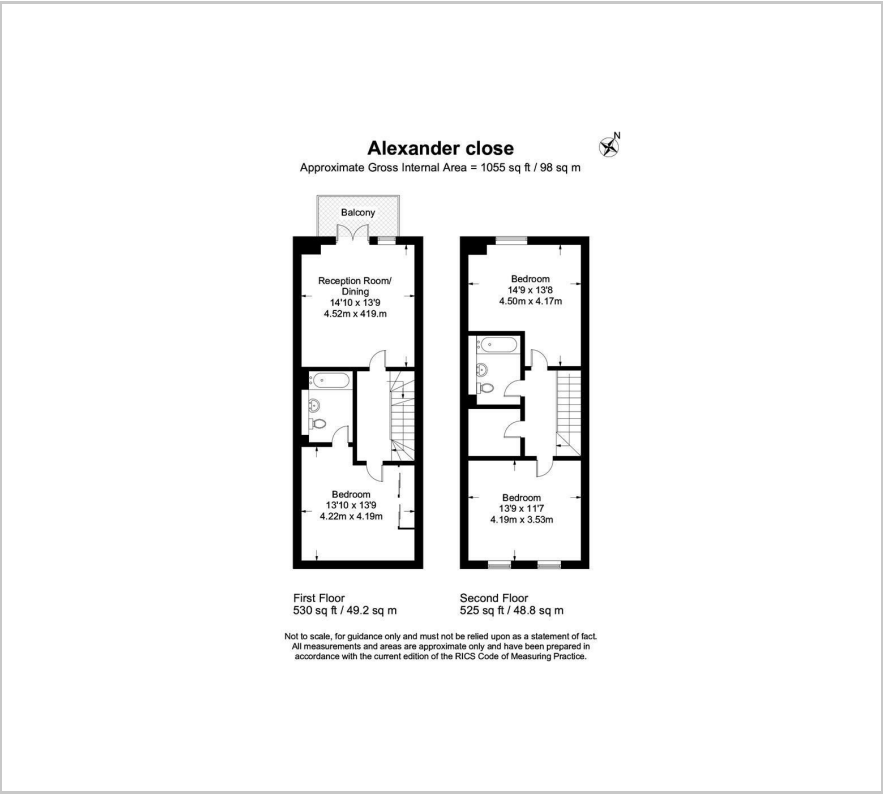 N
Alexander close
Approximate Gross Internal Area = 1055 sq ft / 98 sq m
Balcony
Reception Room/
Dining
14'10 x 13'9
4.52m x 419.m
Bedroom
13'10 x 13'9
4.22m x 4.19m
First Floor
530 sq ft / 49.2 sq m
Bedroom
14'9 x 13'8
4.50m x 4.17m
Bedroom
13'9 x 11'7
4.19m x 3.53m
Second Floor
525 sq ft / 48.8 sq m
Not to scale, for guidance only and must not be relied upon as a statement of fact.
All measurements and areas are approximate only and have been prepared in
accordance with the current edition of the RICS Code of Measuring Practice.